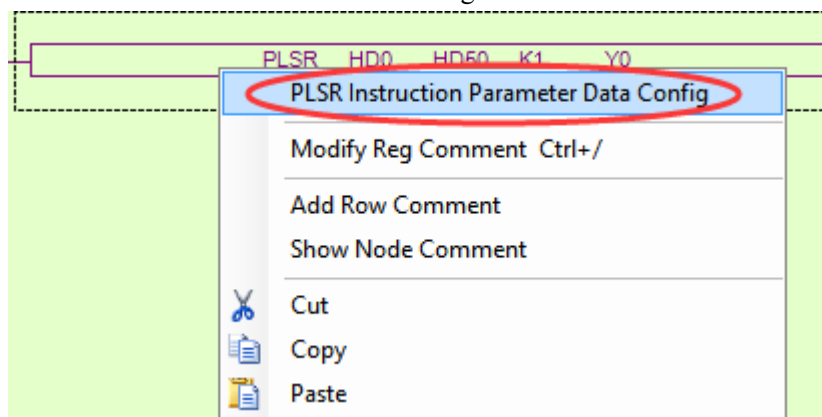 PLSR HD0 HD50 K1 Y0
PLSR Instruction Parameter Data Config
Modify Reg Comment Ctrl+/
Add Row Comment
Show Node Comment
Cut
Copy
Paste